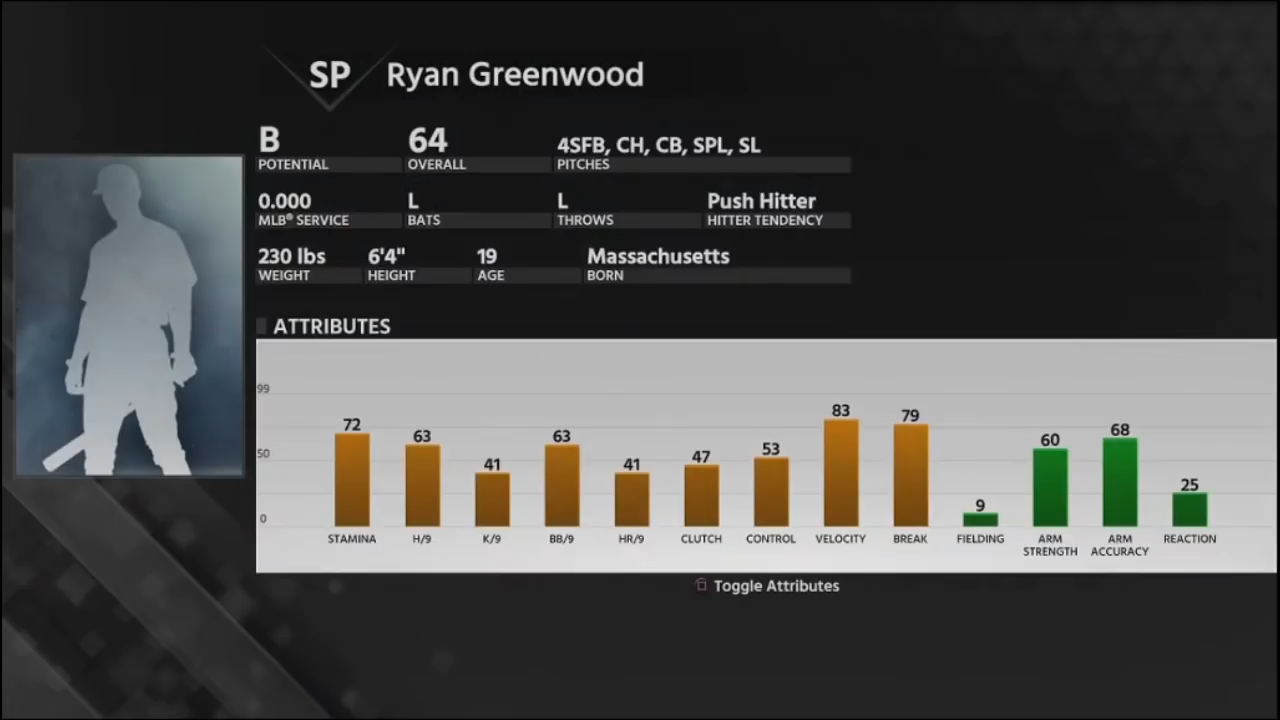 SP Ryan Greenwood
B 64 4SFB, CH, CB, SPL, SL
POTENTIAL OVERALL PITCHES
0.000 L L Push Hitter
MLB® SERVICE BATS THROWS HITTER TENDENCY
230 lbs 6'4" 19 Massachusetts
WEIGHT HEIGHT AGE BORN
ATTRIBUTES
99
50
0
72 63 41 63 41 47 53 83 79 9 60 68 25
STAMINA H/9 K/9 BB/9 HR/9 CLUTCH CONTROL VELOCITY BREAK FIELDING ARM STRENGTH ARM ACCURACY REACTION
Toggle Attributes